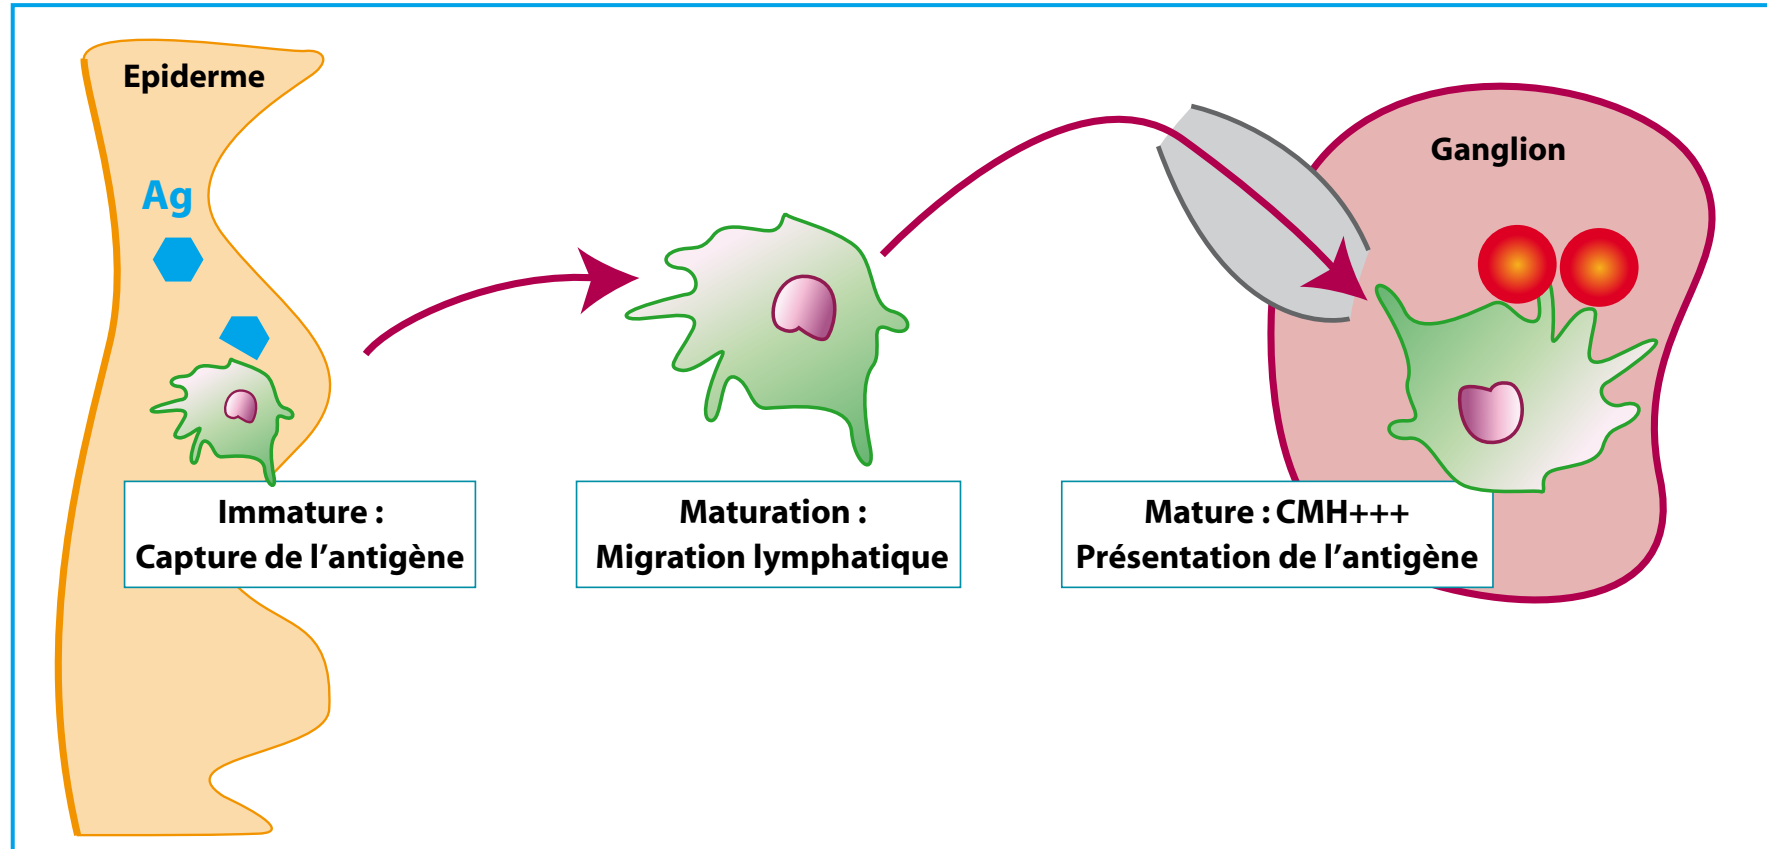 Epiderme
Ag
Ganglion
Immature :
Capture de l’antigène
Maturation :
Migration lymphatique
Mature : CMH+++
Présentation de l’antigène